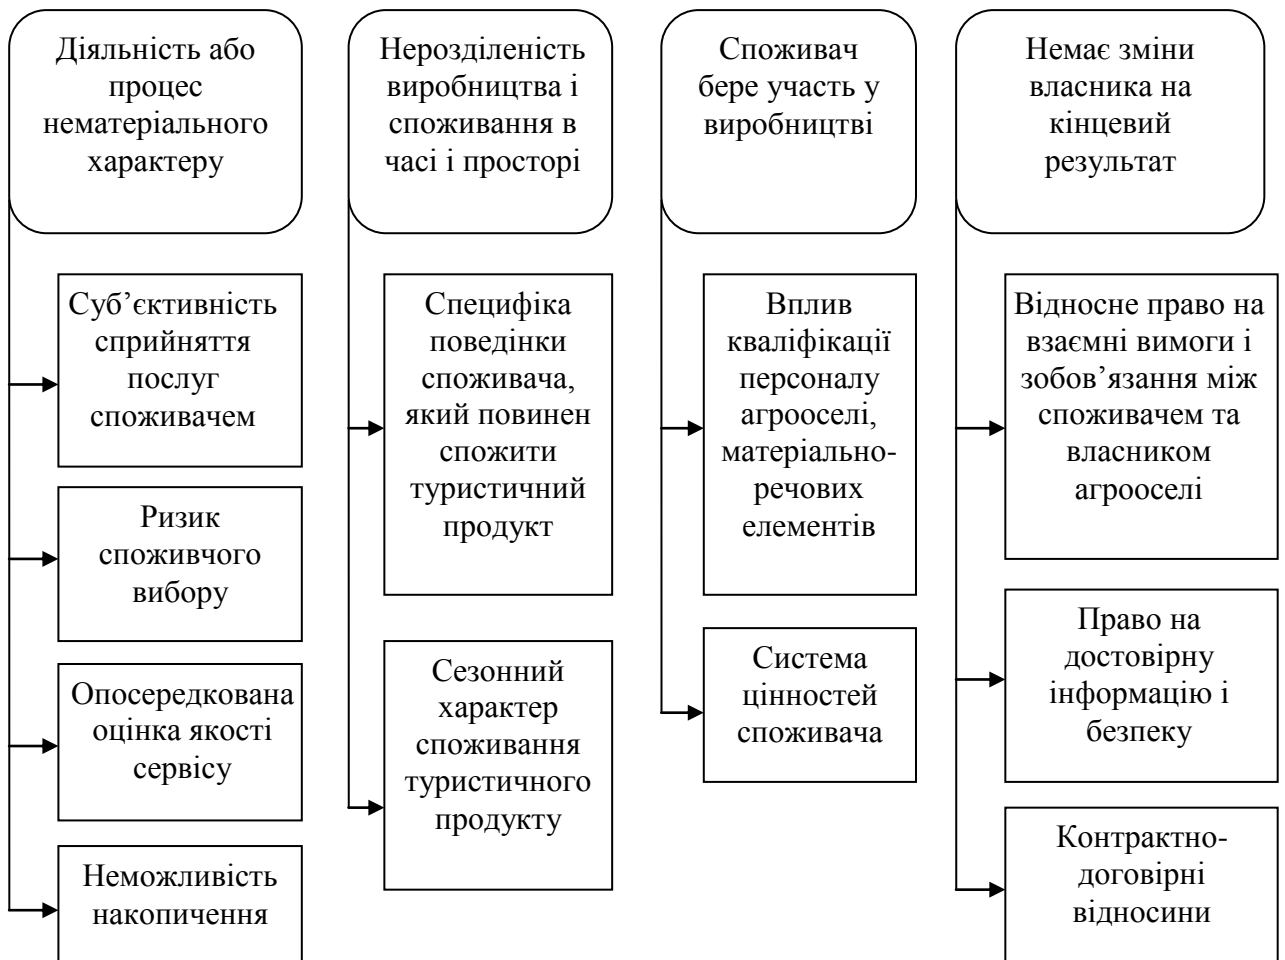 Діяльність або
процес
нематеріального
характеру
Суб’єктивність
сприйняття
послуг
споживачем
Ризик
споживчого
вибору
Опосередкована
оцінка якості
сервісу
Неможливість
накопичення
Нерозділеність
виробництва і
споживання в
часі і просторі
Специфіка
поведінки
споживача,
який повинен
спожити
туристичний
продукт
Сезонний
характер
споживання
туристичного
продукту
Споживач
бере участь у
виробництві
Вплив
кваліфікації
персоналу
агрооселі,
матеріально-
речових
елементів
Система
цінностей
споживача
Немає зміни
власника на
кінцевий
результат
Відносне право на
взаємні вимоги і
зобов’язання між
споживачем та
власником
агрооселі
Право на
достовірну
інформацію і
безпеку
Контрактно-
договірні
відносини